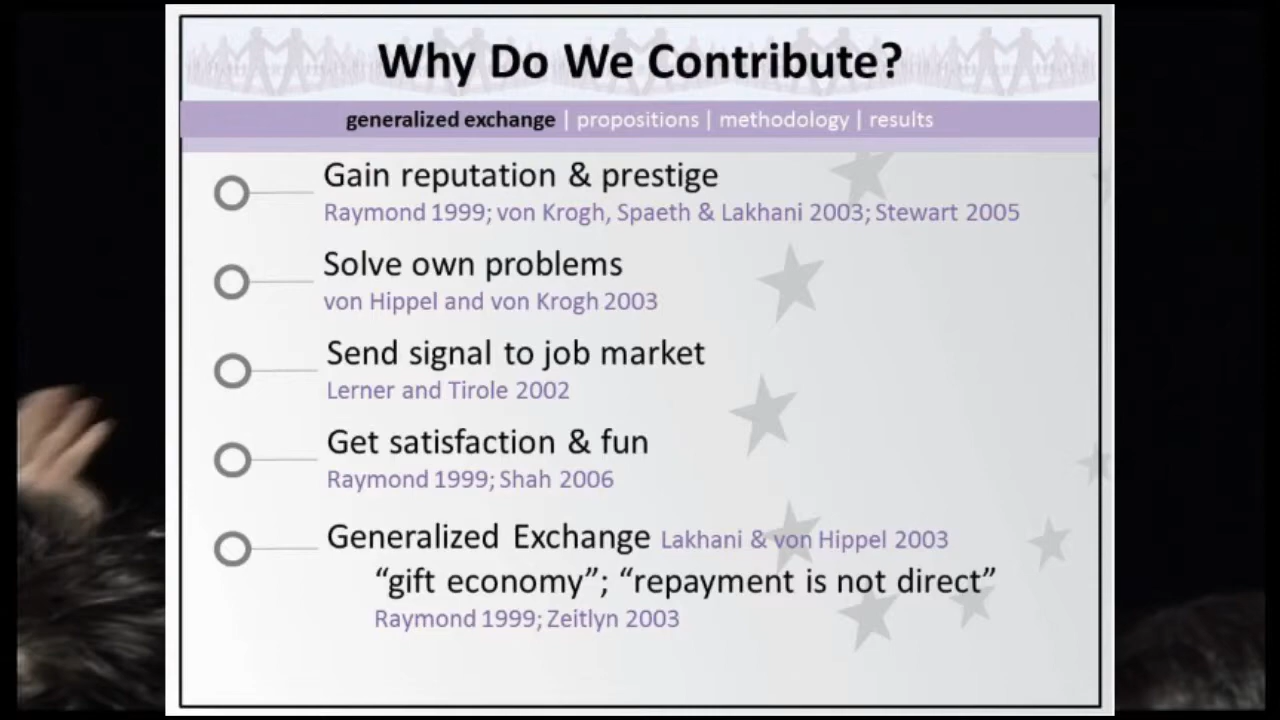 Why Do We Contribute?
generalized exchange | propositions | methodology | results
Gain reputation & prestige
Raymond 1999; von Krogh, Spaeth & Lakhani 2003; Stewart 2005
Solve own problems
von Hippel and von Krogh 2003
Send signal to job market
Lerner and Tirole 2002
Get satisfaction & fun
Raymond 1999; Shah 2006
Generalized Exchange Lakhani & von Hippel 2003
“gift economy”; “repayment is not direct”
Raymond 1999; Zeitlyn 2003